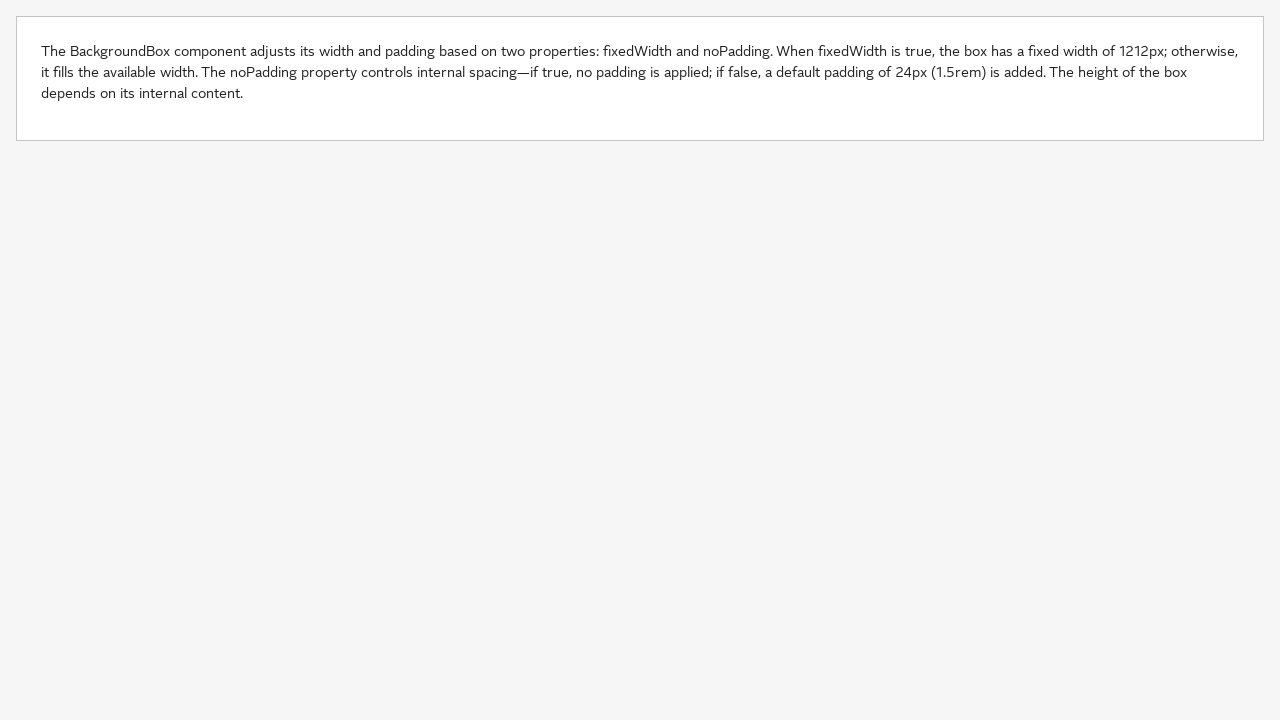 The BackgroundBox component adjusts its width and padding based on two properties: fixedWidth and noPadding. When fixedWidth is true, the box has a fixed width of 1212px; otherwise,
it fills the available width. The noPadding property controls internal spacing—if true, no padding is applied; if false, a default padding of 24px (1.5rem) is added. The height of the box
depends on its internal content.